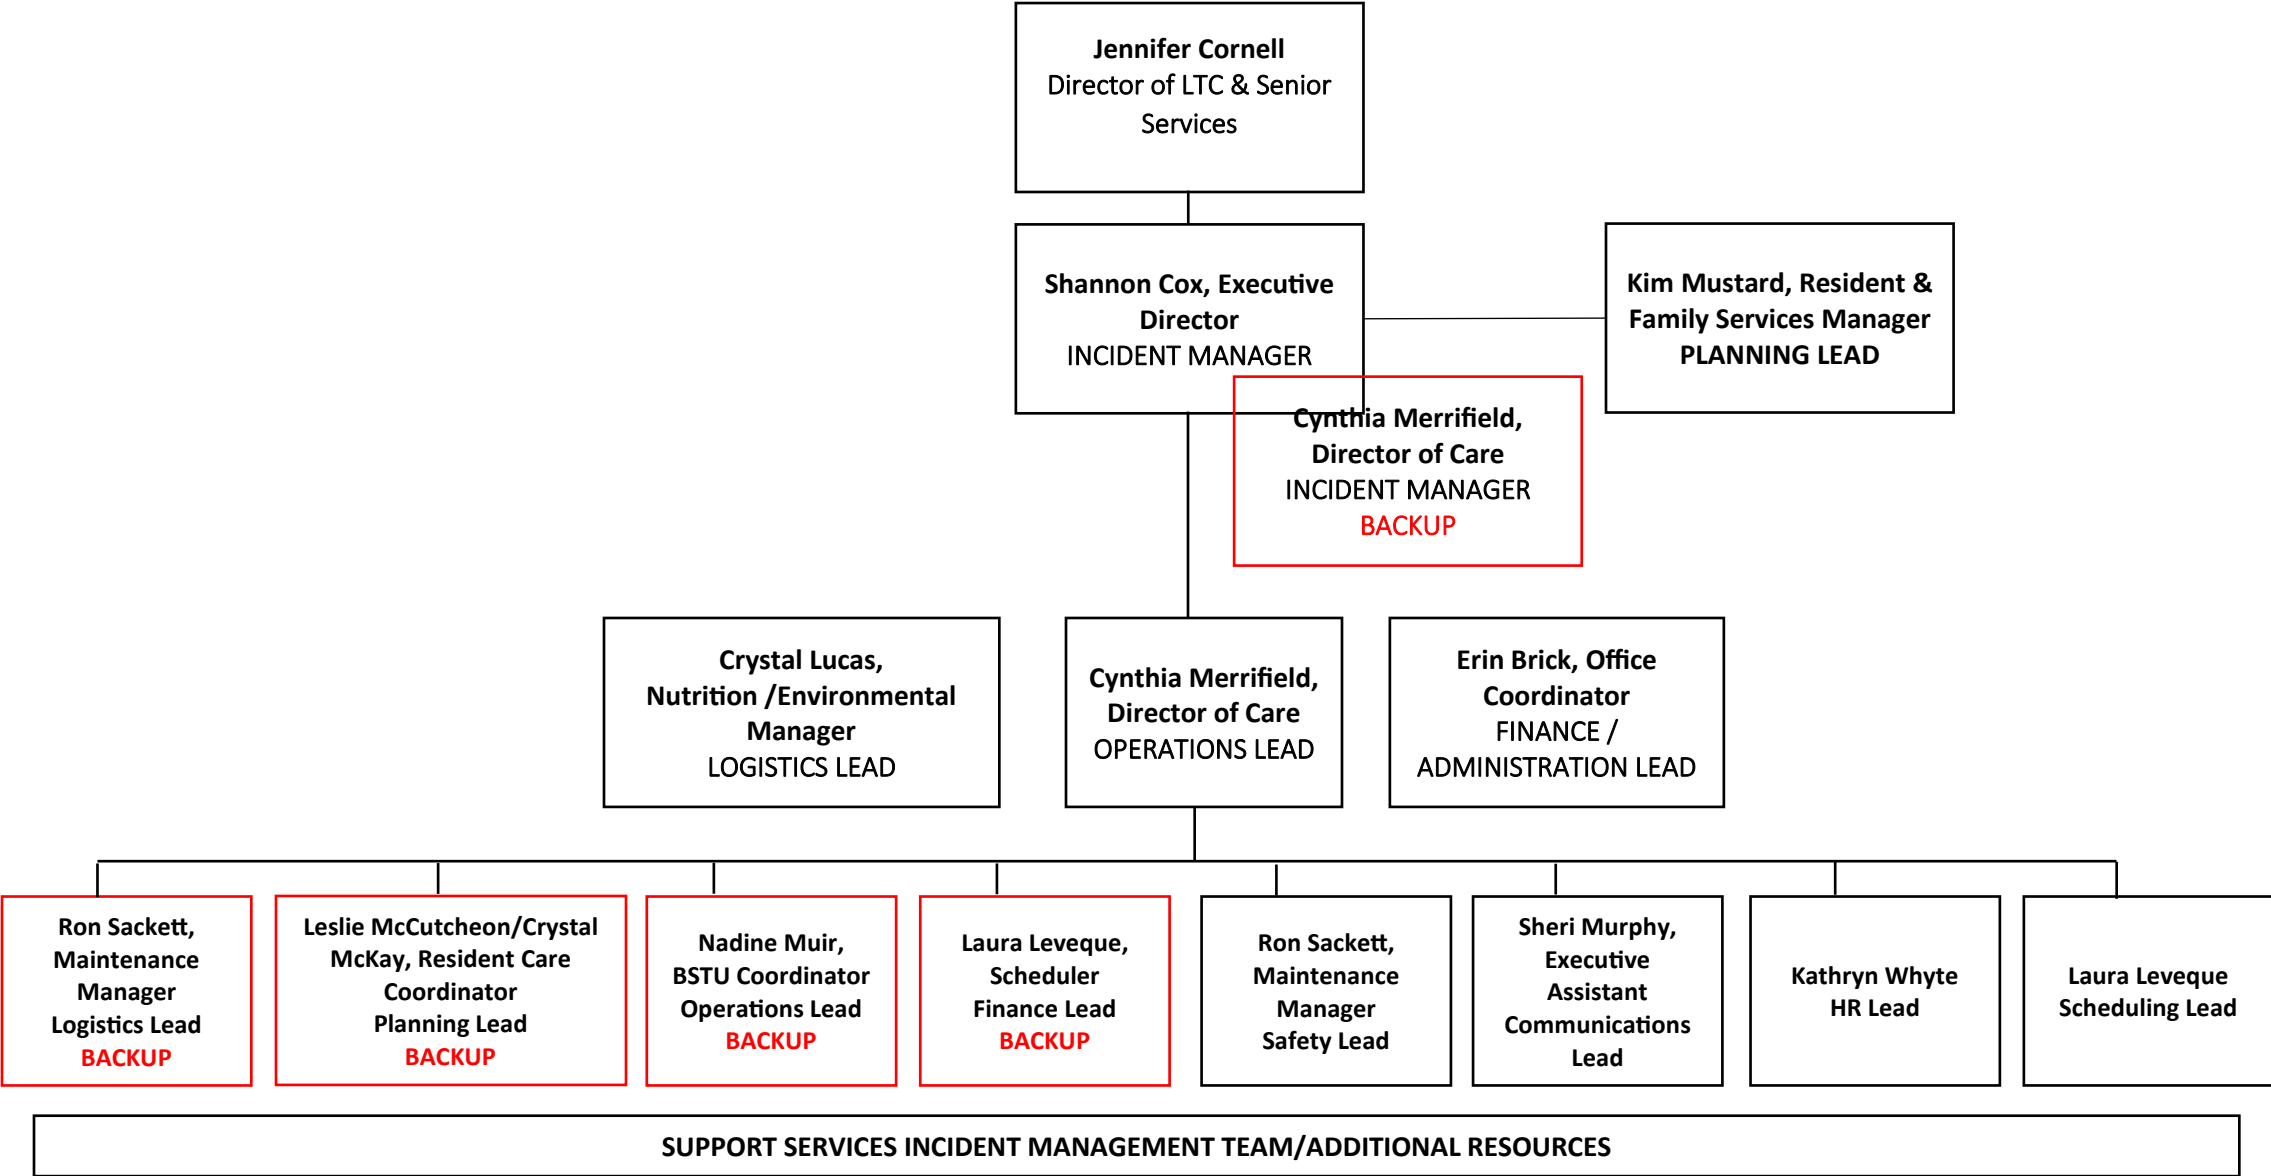 Jennifer Cornell
Director of LTC & Senior
Services
Shannon Cox, Executive
Director
INCIDENT MANAGER
Kim Mustard, Resident &
Family Services Manager
PLANNING LEAD
Cynthia Merrifield,
Director of Care
INCIDENT MANAGER
BACKUP
Crystal Lucas,
Nutrition /Environmental
Manager
LOGISTICS LEAD
Cynthia Merrifield,
Director of Care
OPERATIONS LEAD
Erin Brick, Office
Coordinator
FINANCE /
ADMINISTRATION LEAD
Ron Sackett,
Maintenance
Manager
Logistics Lead
BACKUP
Leslie McCutcheon/Crystal
McKay, Resident Care
Coordinator
Planning Lead
BACKUP
Nadine Muir,
BSTU Coordinator
Operations Lead
BACKUP
Laura Leveque,
Scheduler
Finance Lead
BACKUP
Ron Sackett,
Maintenance
Manager
Safety Lead
Sheri Murphy,
Executive
Assistant
Communications
Lead
Kathryn Whyte
HR Lead
Laura Leveque
Scheduling Lead
SUPPORT SERVICES INCIDENT MANAGEMENT TEAM/ADDITIONAL RESOURCES